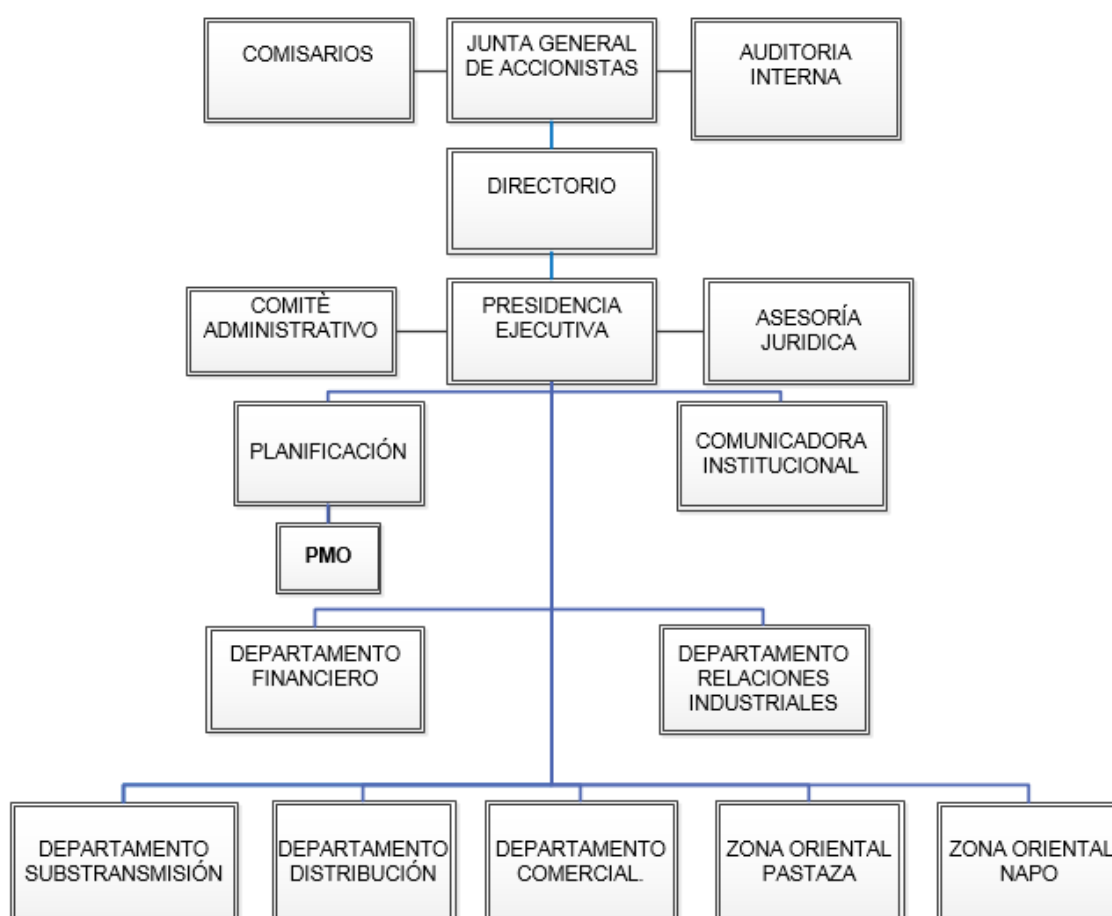 COMISARIOS
JUNTA GENERAL
DE ACCIONISTAS
AUDITORIA
INTERNA
DIRECTORIO
COMITÈ
ADMINISTRATIVO
PRESIDENCIA
EJECUTIVA
ASESORÍA
JURIDICA
PLANIFICACIÓN
COMUNICADORA
INSTITUCIONAL
PMO
DEPARTAMENTO
FINANCIERO
DEPARTAMENTO
RELACIONES
INDUSTRIALES
DEPARTAMENTO
SUBSTRANSMISIÓN
DEPARTAMENTO
DISTRIBUCIÓN
DEPARTAMENTO
COMERCIAL.
ZONA ORIENTAL
PASTAZA
ZONA ORIENTAL
NAPO